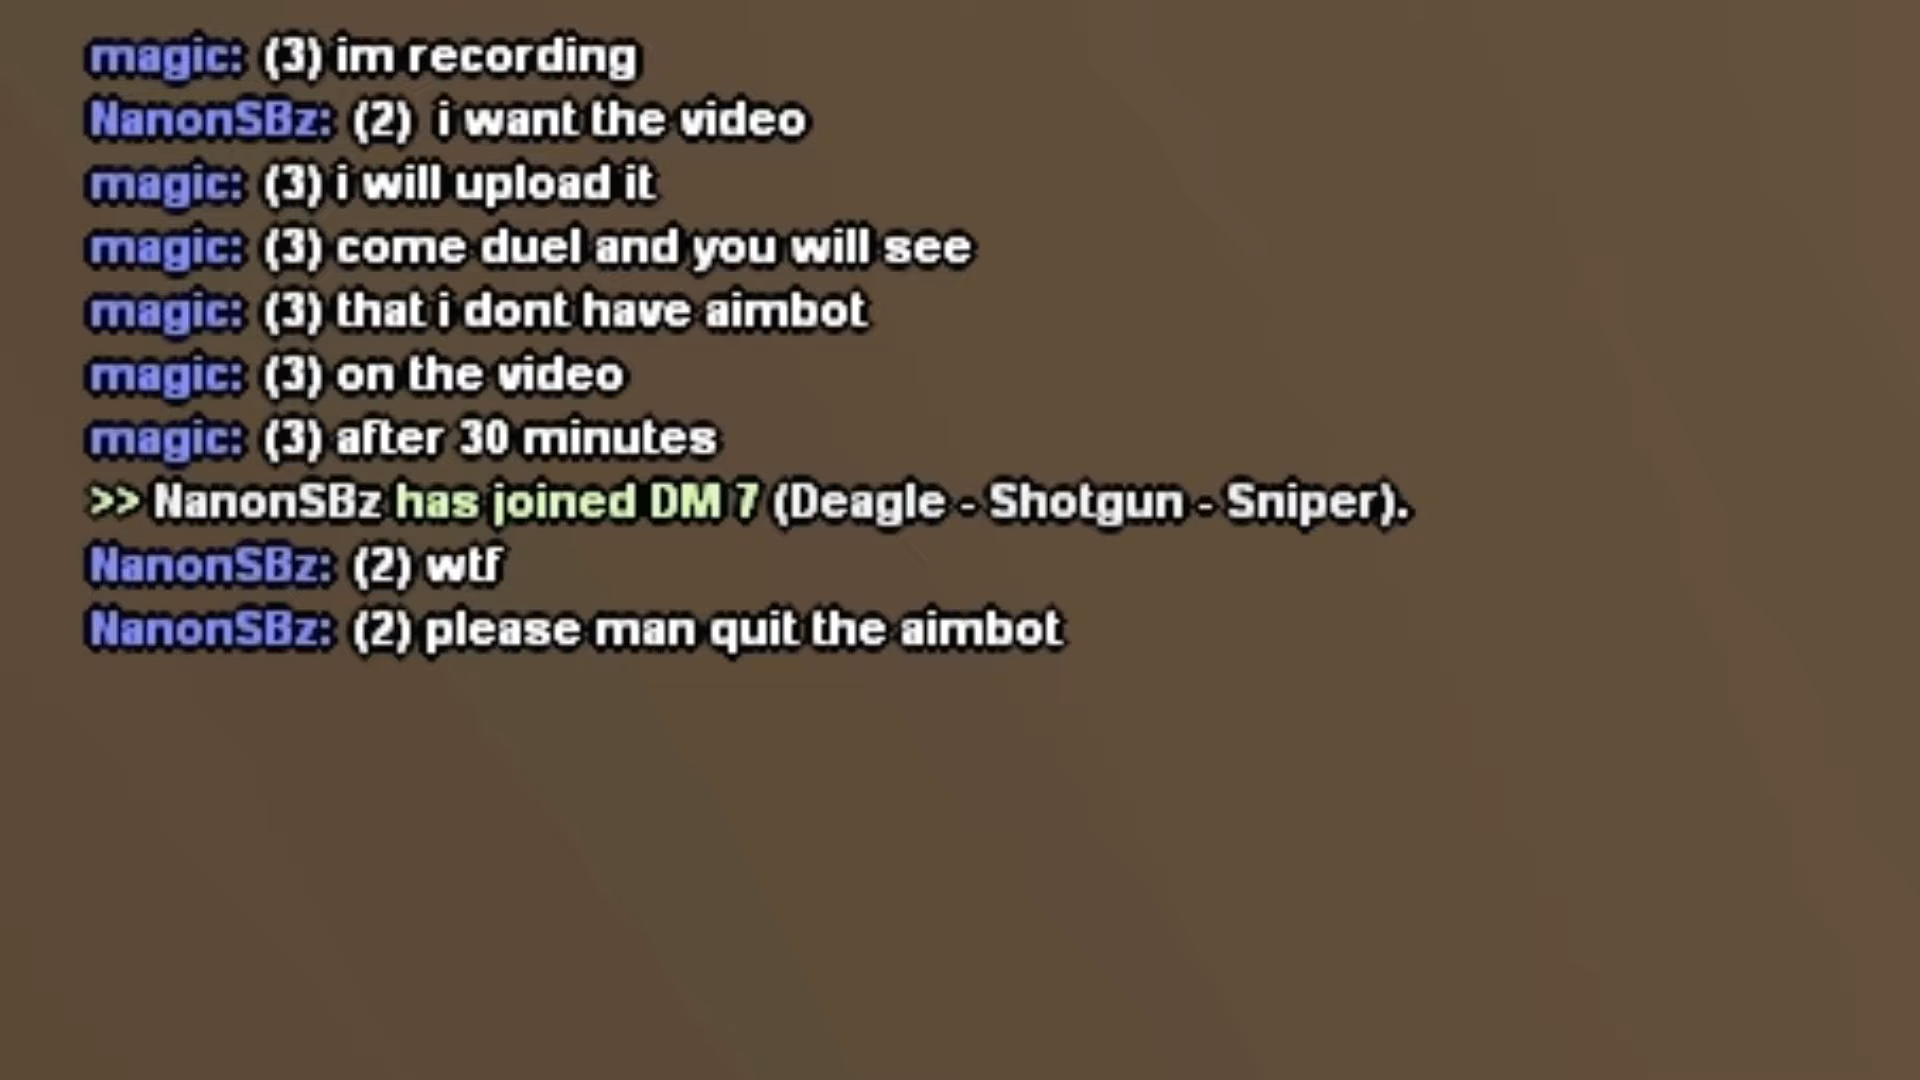 magic: (3) im recording
NanonSBz: (2)  i want the video
magic: (3) i will upload it
magic: (3) come duel and you will see
magic: (3) that i dont have aimbot
magic: (3) on the video
magic: (3) after 30 minutes
>> NanonSBz has joined DM 7 (Deagle - Shotgun - Sniper).
NanonSBz: (2) wtf
NanonSBz: (2) please man quit the aimbot